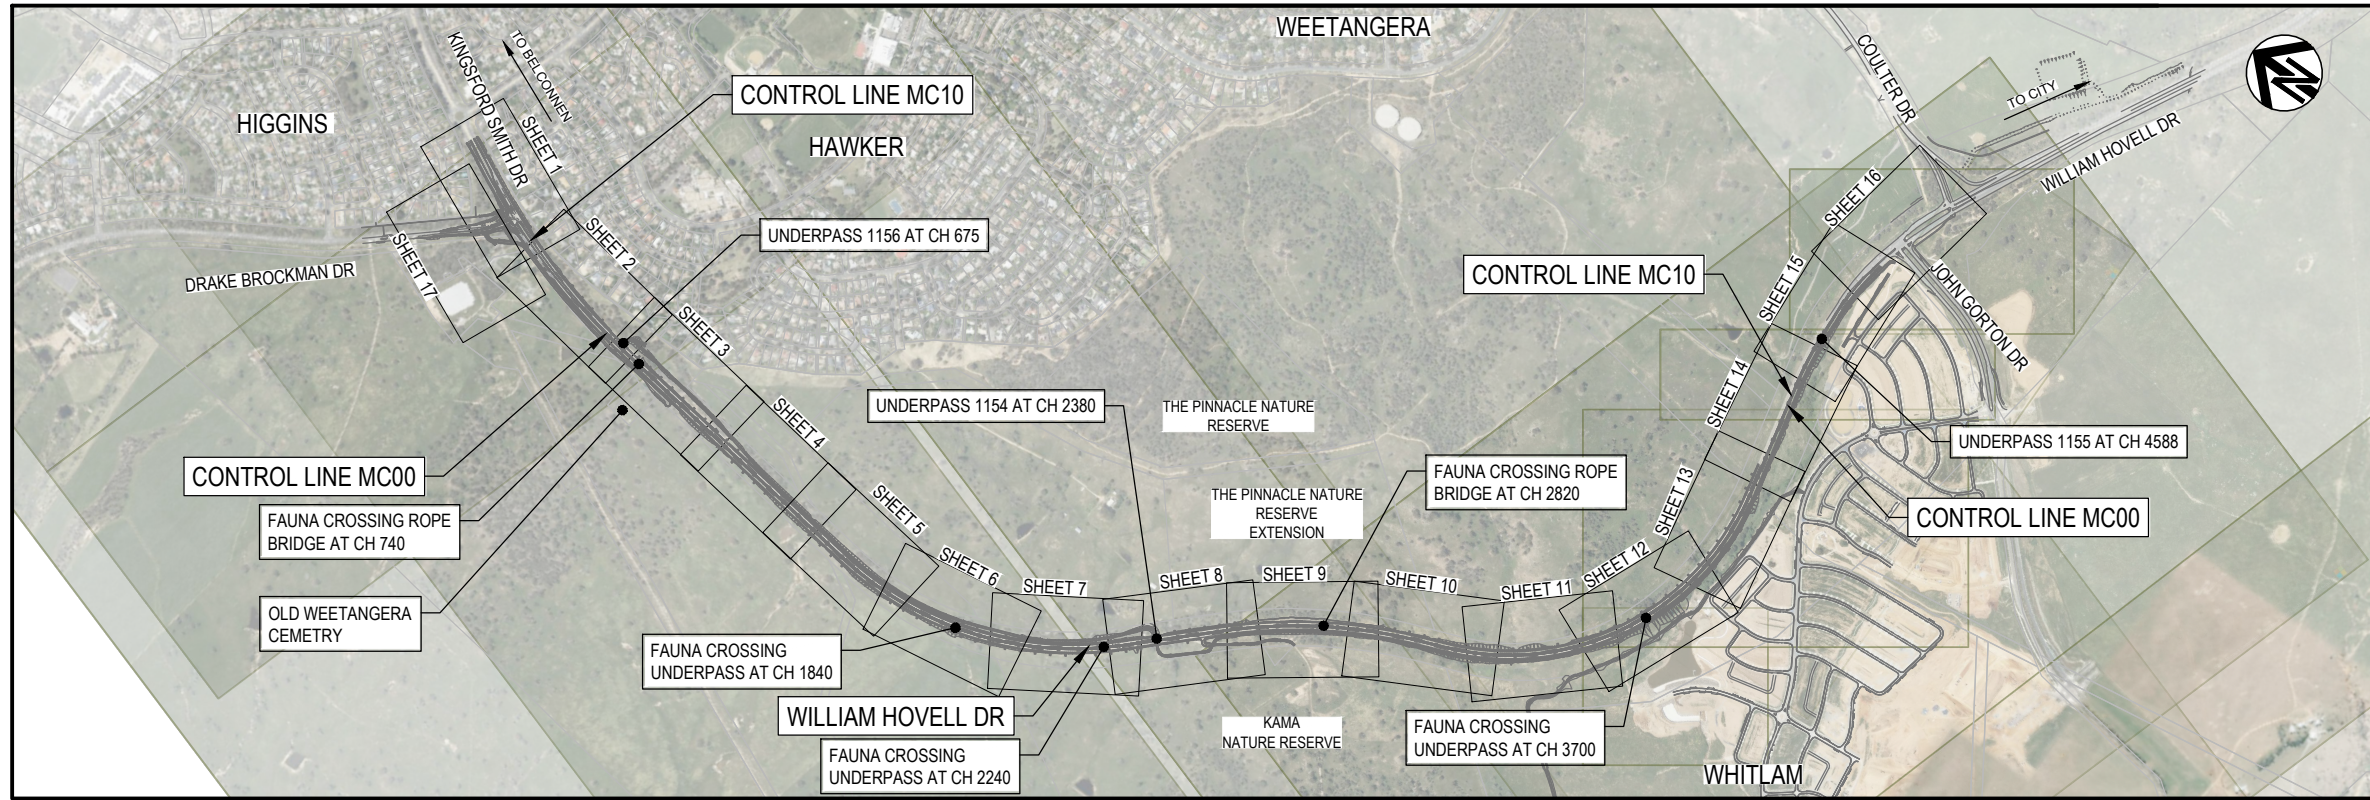 WEETANGERA
KINGSFORD SMITH DR
TO BELCONNEN
COULTER DR
TO CITY
CONTROL LINE MC10
HIGGINS
SHEET 1
HAWKER
WILLIAM HOVELL DR
SHEET 16
SHEET 2
UNDERPASS 1156 AT CH 675
SHEET 17
DRAKE BROCKMAN DR
CONTROL LINE MC10
SHEET 15
JOHN GORTON DR
SHEET 3
SHEET 14
UNDERPASS 1154 AT CH 2380
THE PINNACLE NATURE
RESERVE
SHEET 4
UNDERPASS 1155 AT CH 4588
CONTROL LINE MC00
FAUNA CROSSING ROPE
BRIDGE AT CH 2820
SHEET 13
THE PINNACLE NATURE
RESERVE
EXTENSION
SHEET 5
CONTROL LINE MC00
FAUNA CROSSING ROPE
BRIDGE AT CH 740
SHEET 12
SHEET 6
SHEET 7
SHEET 8
SHEET 9
SHEET 10
SHEET 11
OLD WEETANGERA
CEMETRY
FAUNA CROSSING
UNDERPASS AT CH 1840
WILLIAM HOVELL DR
KAMA
NATURE RESERVE
FAUNA CROSSING
UNDERPASS AT CH 3700
FAUNA CROSSING
UNDERPASS AT CH 2240
WHITLAM